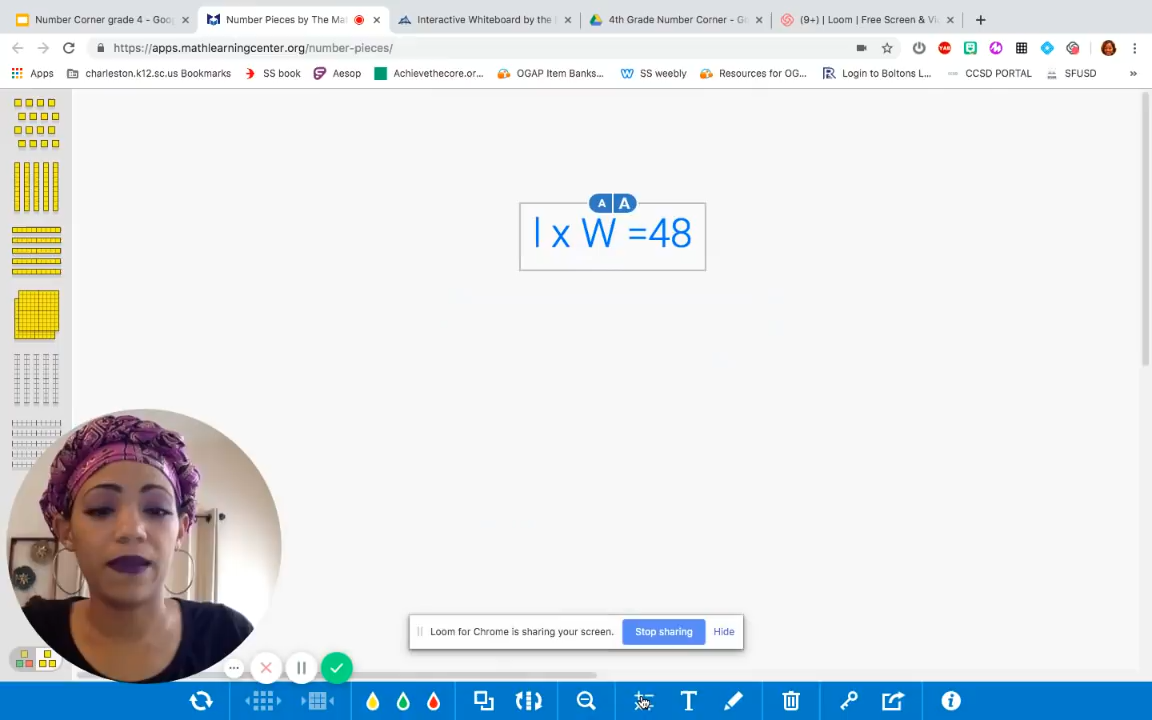 Number Corner grade 4 - Goo
Number Pieces by The Mat
Interactive Whiteboard by the
4th Grade Number Corner - G
(9+) | Loom | Free Screen & Vi
https://apps.mathlearningcenter.org/number-pieces/
Apps
charleston.k12.sc.us Bookmarks
SS book
Aesop
Achievethecore.or...
OGAP Item Banks...
SS weebly
Resources for OG...
Login to Boltons L...
CCSD PORTAL
SFUSD
»
A A
l x W =48
Loom for Chrome is sharing your screen.
Stop sharing
Hide
T